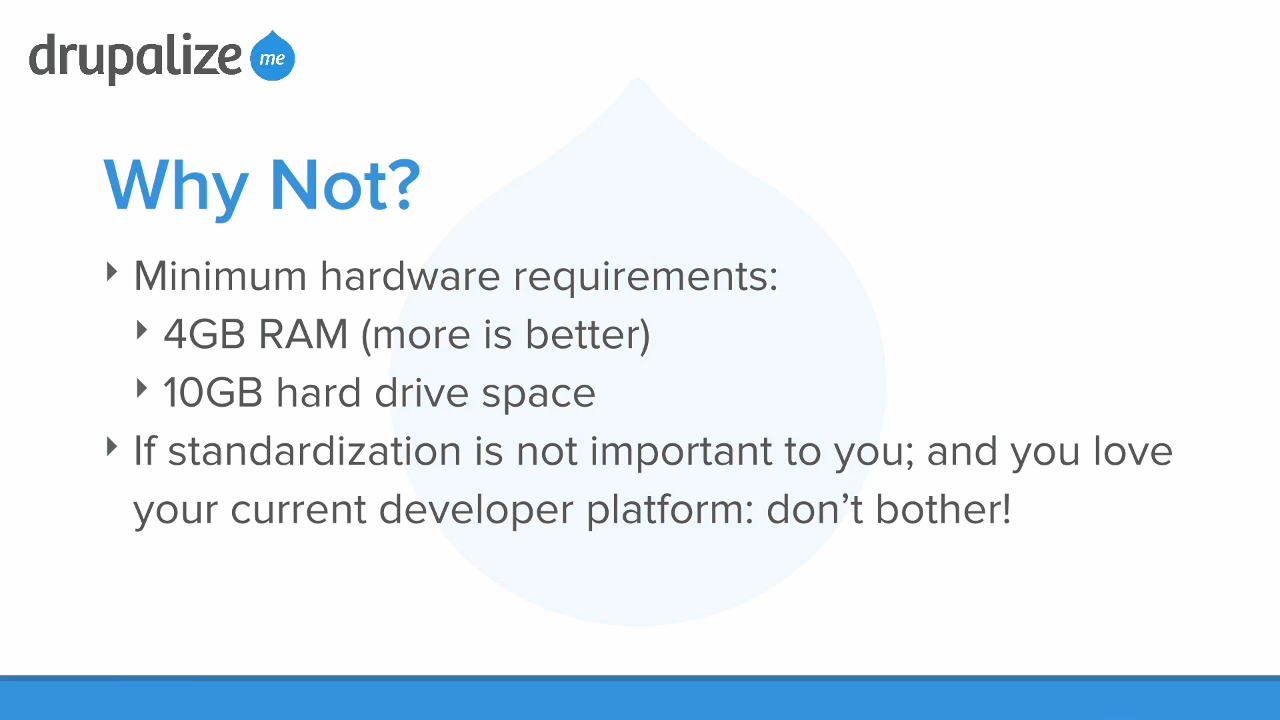 drupalize me
Why Not?
‣ Minimum hardware requirements:
‣ 4GB RAM (more is better)
‣ 10GB hard drive space
‣ If standardization is not important to you; and you love
your current developer platform: don’t bother!